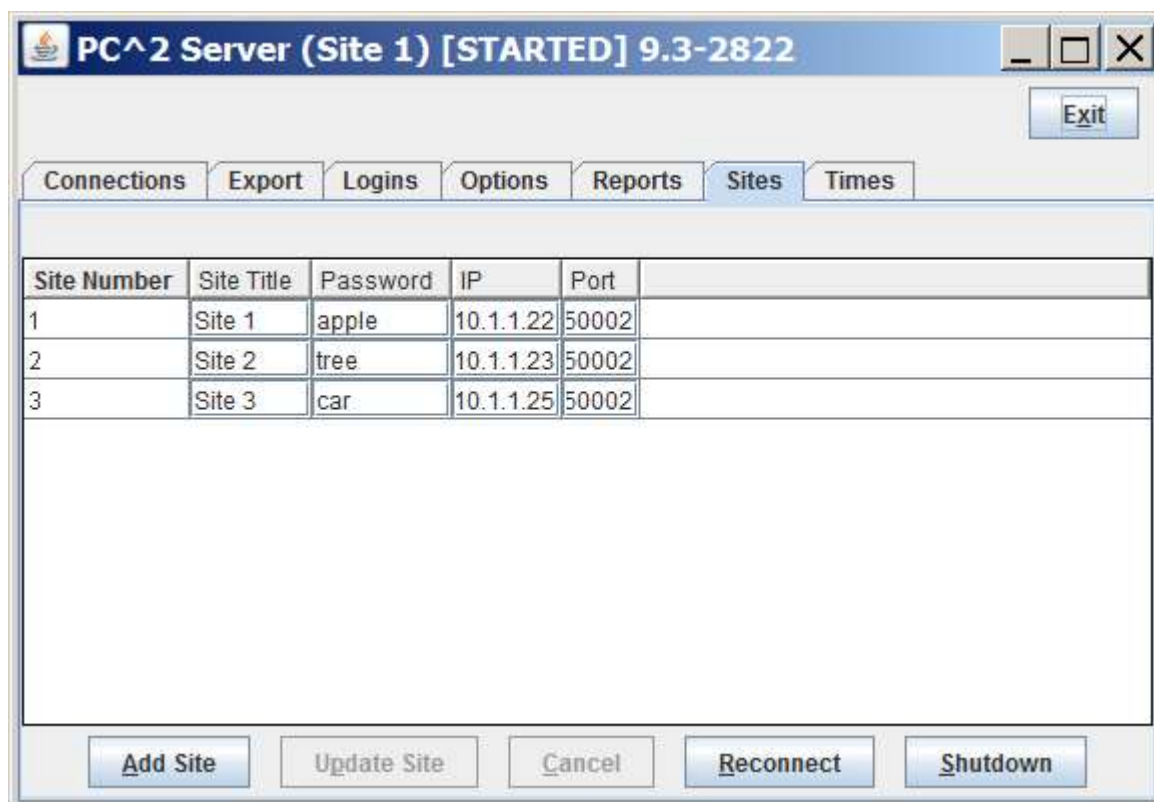 PC^2 Server (Site 1) [STARTED] 9.3-2822
Exit
Connections Export Logins Options Reports Sites Times
Site Number Site Title Password IP Port
1 Site 1 apple 10.1.1.22 50002
2 Site 2 tree 10.1.1.23 50002
3 Site 3 car 10.1.1.25 50002
Add Site Update Site Cancel Reconnect Shutdown